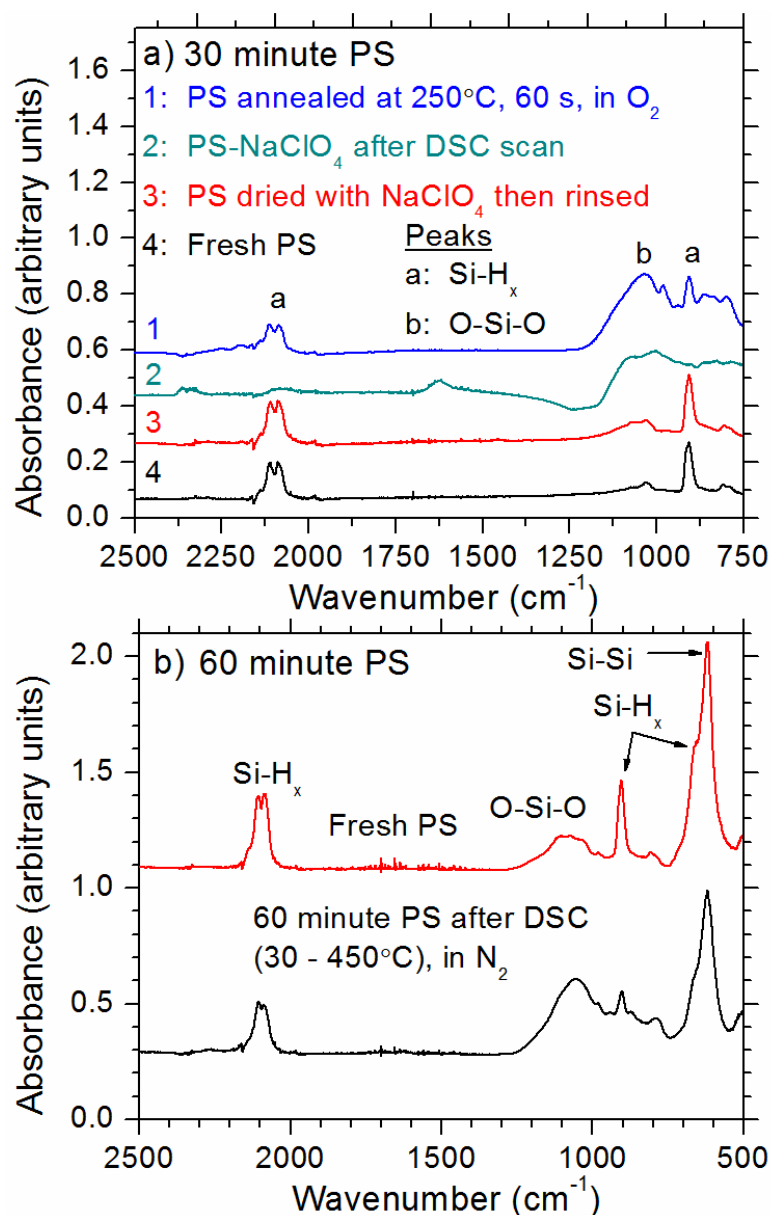 a) 30 minute PS
1: PS annealed at 250°C, 60 s, in O₂
2: PS-NaClO₄ after DSC scan
3: PS dried with NaClO₄ then rinsed
4: Fresh PS
Peaks
a: Si-Hₓ
b: O-Si-O
b a
a
1
2
3
4
1.6
1.4
1.2
1.0
0.8
0.6
0.4
0.2
0.0
Absorbance (arbitrary units)
2500 2250 2000 1750 1500 1250 1000 750
Wavenumber (cm⁻¹)
b) 60 minute PS
Si-Si
Si-Hₓ
Si-Hₓ
O-Si-O
Fresh PS
60 minute PS after DSC
(30 - 450°C), in N₂
2.0
1.5
1.0
0.5
0.0
Absorbance (arbitrary units)
2500 2000 1500 1000 500
Wavenumber (cm⁻¹)